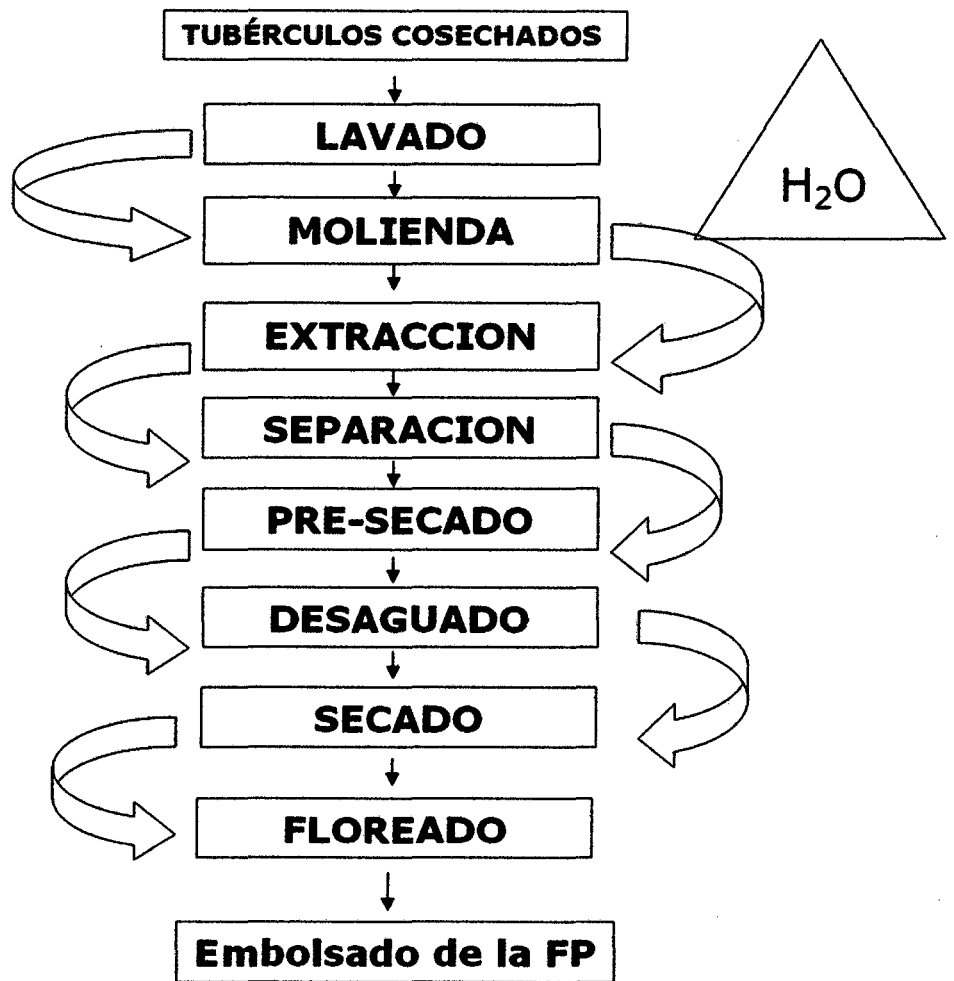 TUBÉRCULOS COSECHADOS
LAVADO
H₂O
MOLIENDA
EXTRACCION
SEPARACION
PRE-SECADO
DESAGUADO
SECADO
FLOREADO
Embolsado de la FP